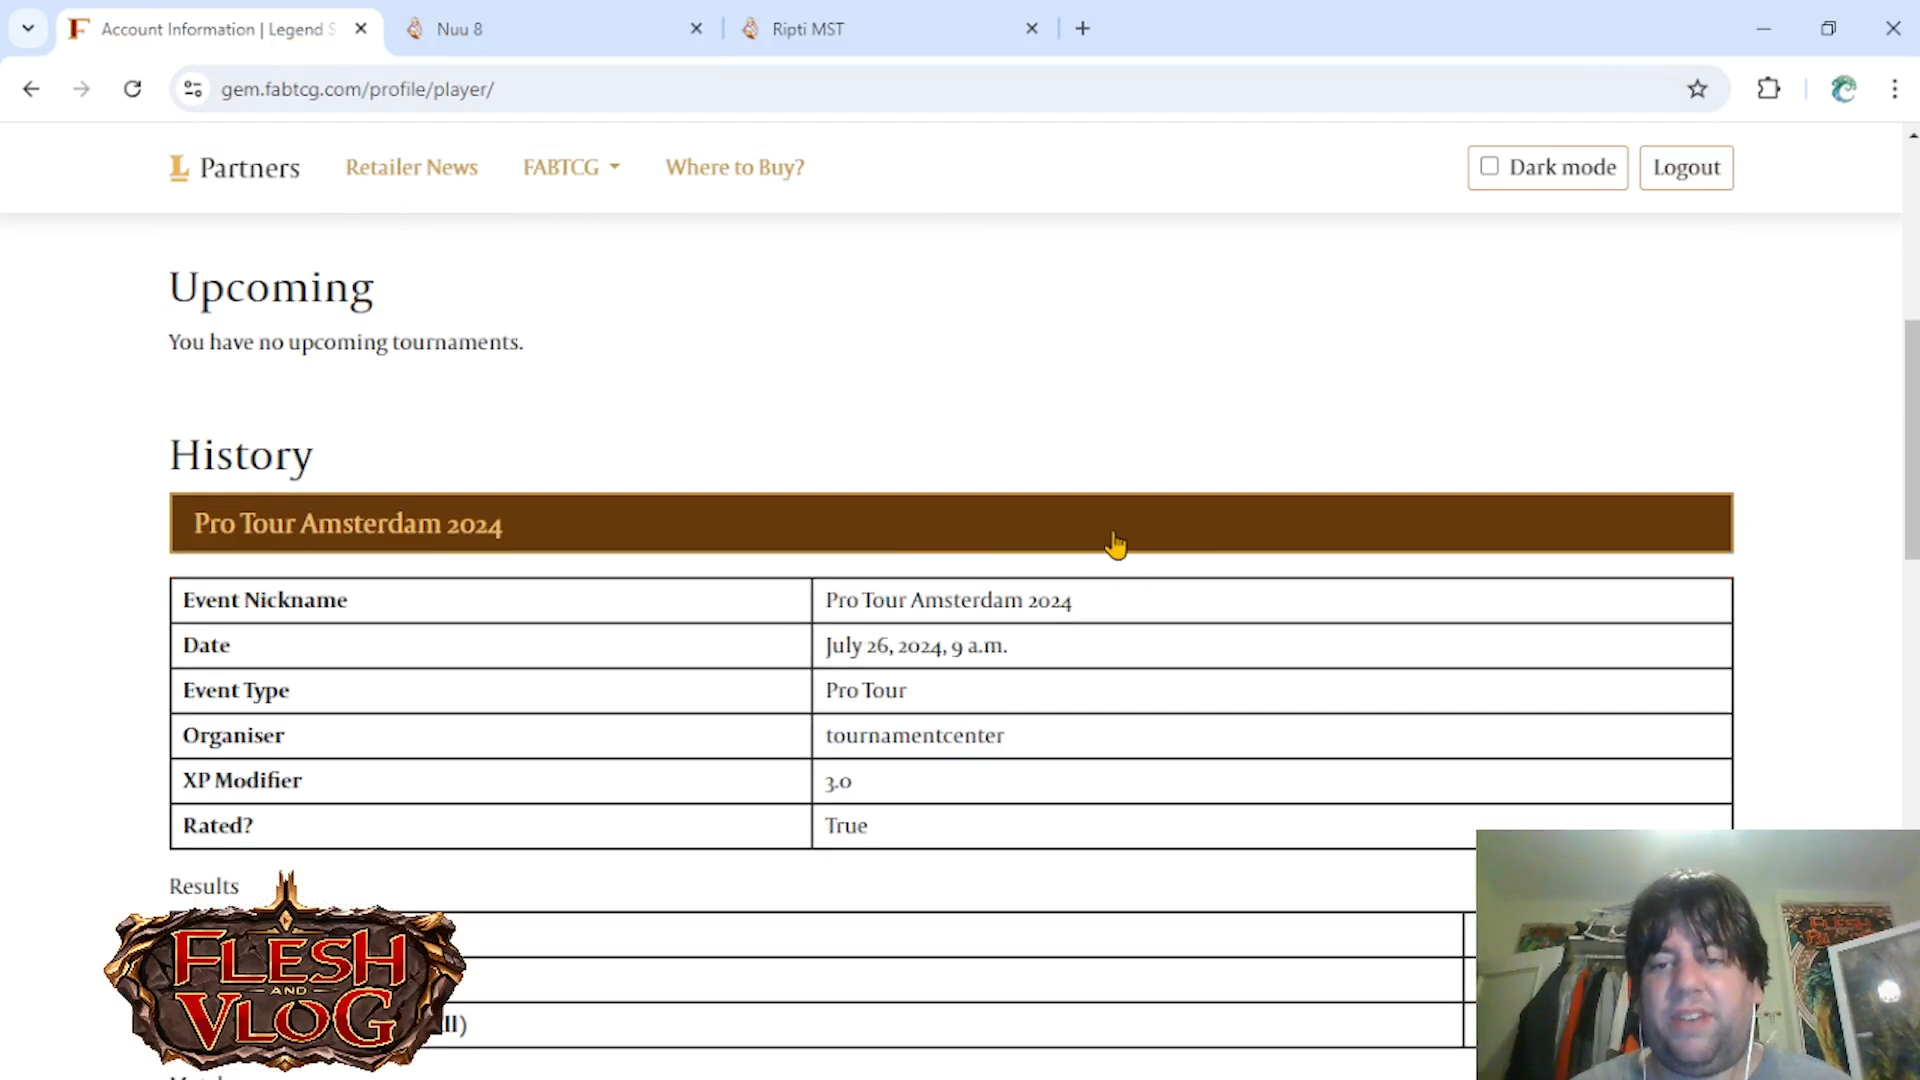 Account Information | Legend S
Nuu 8
Ripti MST
gem.fabtcg.com/profile/player/
L Partners
Retailer News
FABTCG
Where to Buy?
Dark mode
Logout
Upcoming
You have no upcoming tournaments.
History
Pro Tour Amsterdam 2024
Event Nickname
Pro Tour Amsterdam 2024
Date
July 26, 2024, 9 a.m.
Event Type
Pro Tour
Organiser
tournamentcenter
XP Modifier
3.0
Rated?
True
Results
FLESH
AND
VLOG
ll)